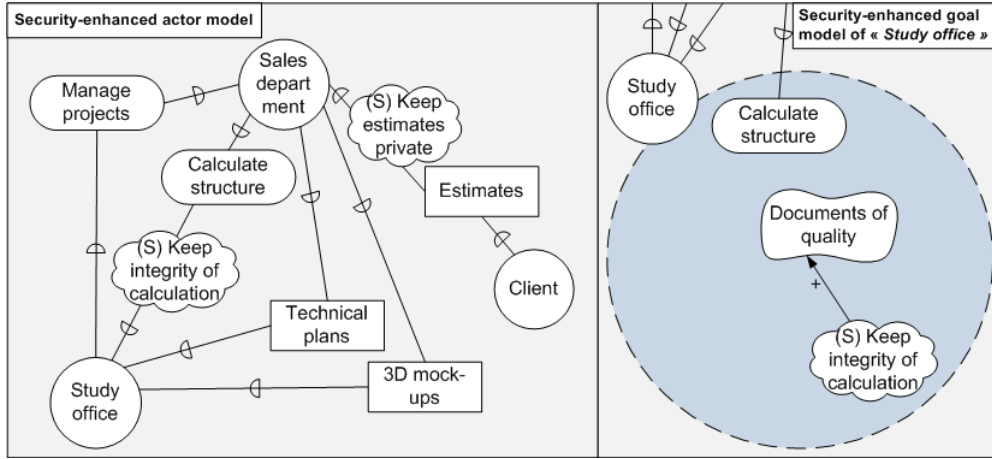 Security-enhanced actor model
Manage
projects
Sales
depart
ment
(S) Keep
estimates
private
Calculate
structure
Estimates
(S) Keep
integrity of
calculation
Client
Technical
plans
3D mock-
ups
Study
office
Security-enhanced goal
model of « Study office »
Study
office
Calculate
structure
Documents of
quality
+
(S) Keep
integrity of
calculation